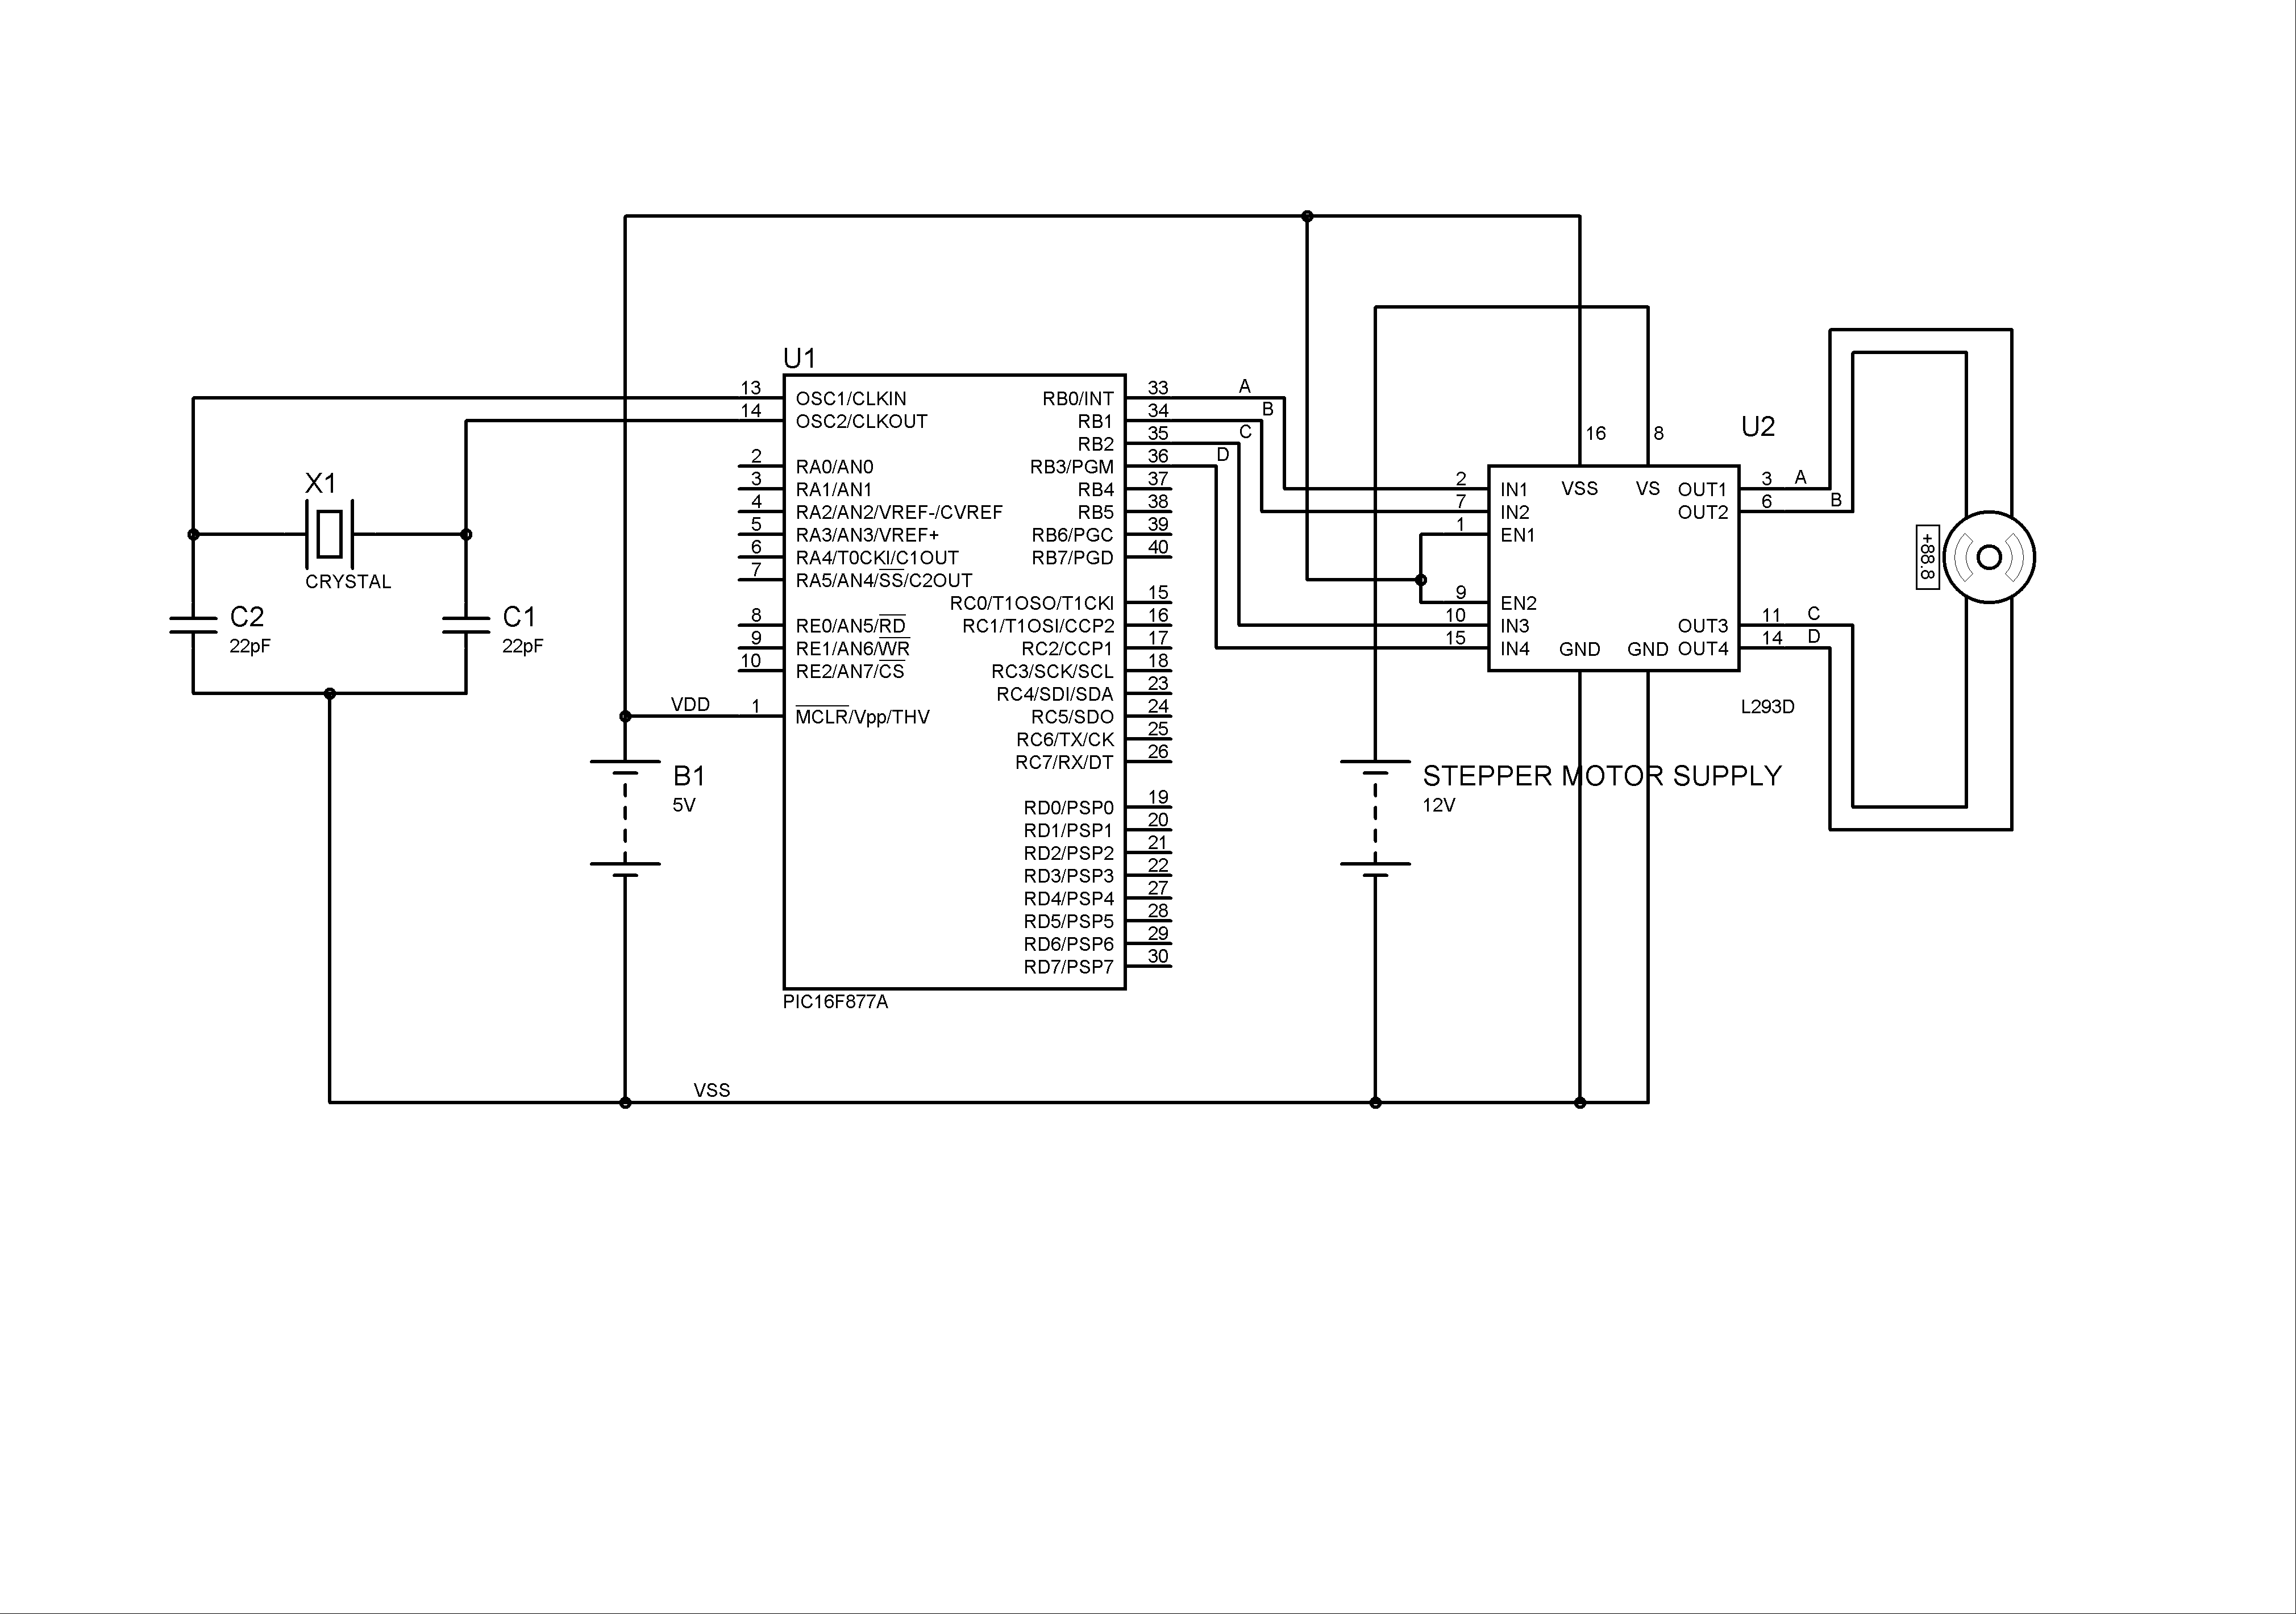 U1
13
OSC1/CLKIN
14
OSC2/CLKOUT
2
RA0/AN0
3
RA1/AN1
4
RA2/AN2/VREF-/CVREF
5
RA3/AN3/VREF+
6
RA4/T0CKI/C1OUT
7
RA5/AN4/SS/C2OUT
8
RE0/AN5/RD
9
RE1/AN6/WR
10
RE2/AN7/CS
VDD
1
MCLR/Vpp/THV
RB0/INT
33
A
RB1
34
B
RB2
35
C
RB3/PGM
36
D
RB4
37
RB5
38
RB6/PGC
39
RB7/PGD
40
RC0/T1OSO/T1CKI
15
RC1/T1OSI/CCP2
16
RC2/CCP1
17
RC3/SCK/SCL
18
RC4/SDI/SDA
23
RC5/SDO
24
RC6/TX/CK
25
RC7/RX/DT
26
RD0/PSP0
19
RD1/PSP1
20
RD2/PSP2
21
RD3/PSP3
22
RD4/PSP4
27
RD5/PSP5
28
RD6/PSP6
29
RD7/PSP7
30
PIC16F877A
X1
CRYSTAL
C2
22pF
C1
22pF
B1
5V
VSS
STEPPER MOTOR SUPPLY
12V
U2
16
8
2
IN1
VSS
VS
OUT1
3
A
7
IN2
OUT2
6
B
1
EN1
9
EN2
10
IN3
OUT3
11
C
15
IN4
GND
GND
OUT4
14
D
L293D
+88.8